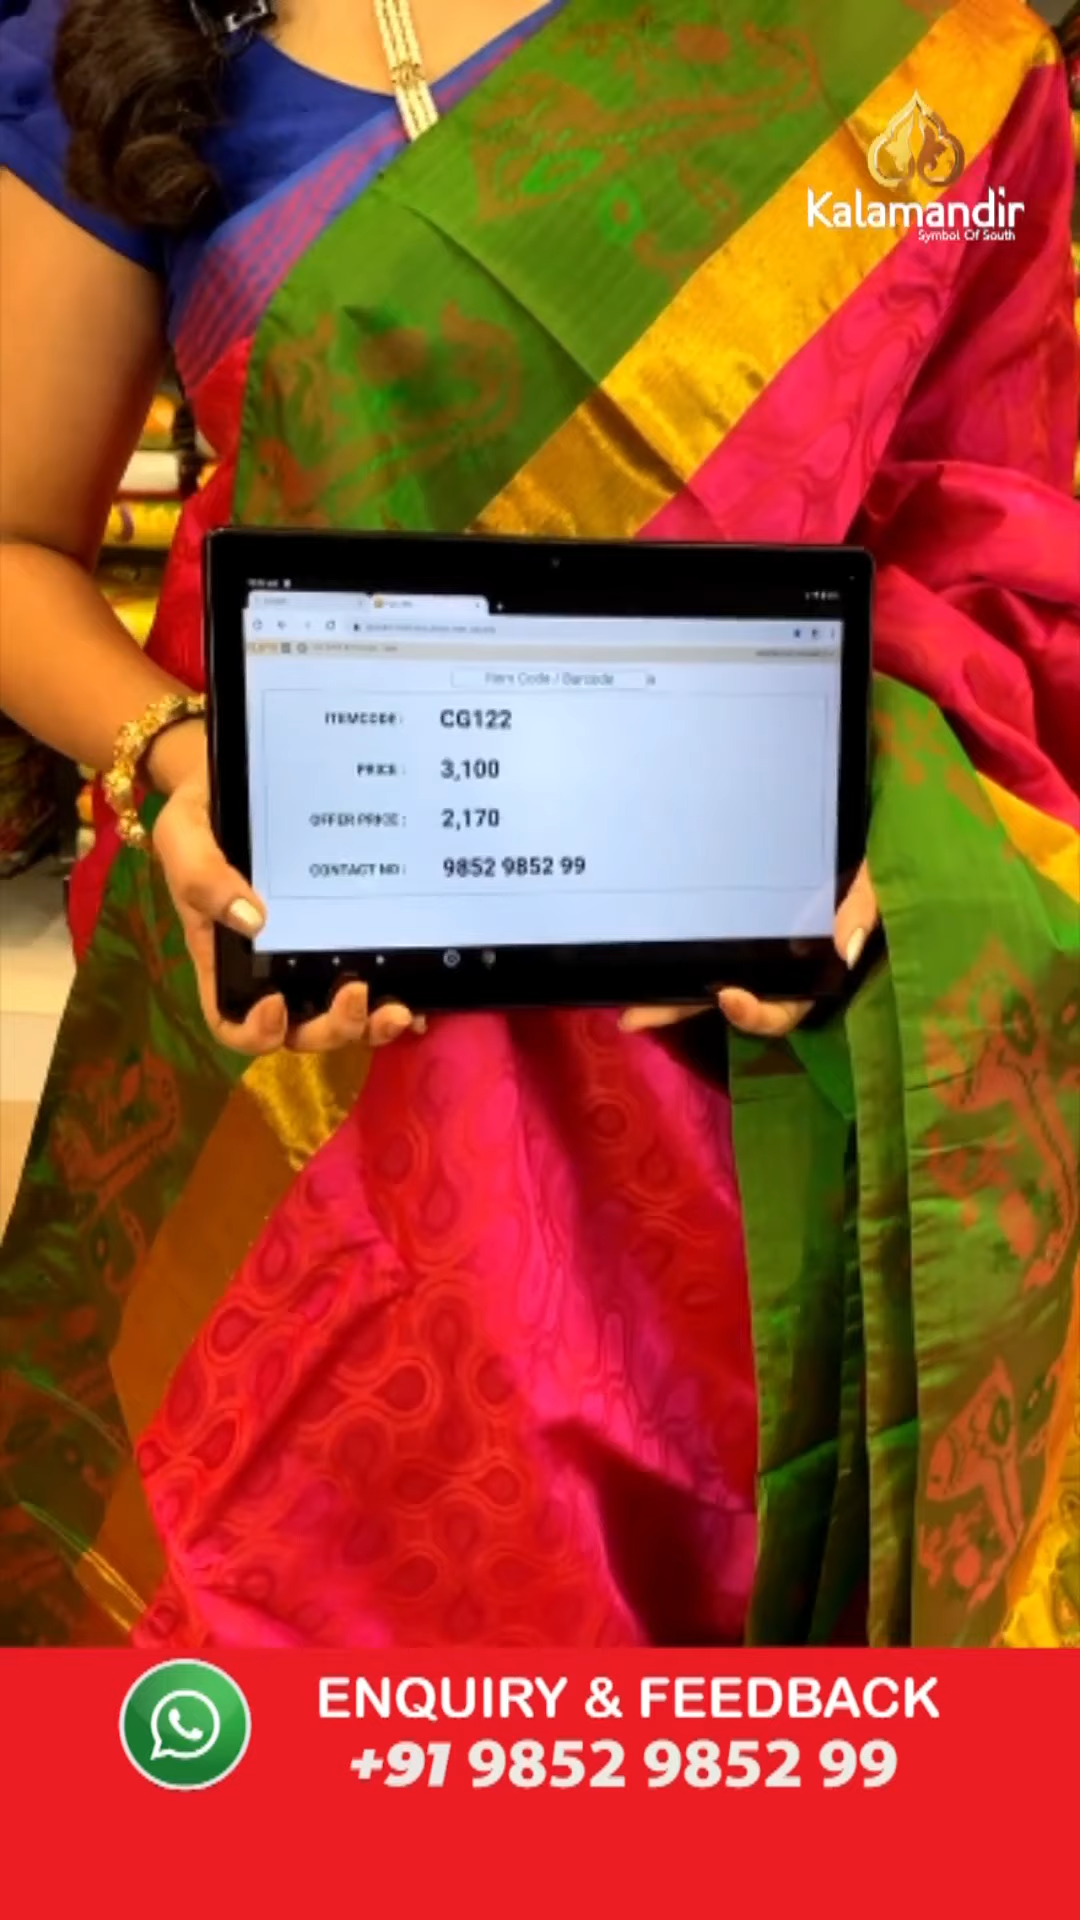 Kalamandir
Symbol Of South
Item Code / Barcode
ITEMCODE : CG122
PRICE : 3,100
OFFER PRICE : 2,170
CONTACT NO : 9852 9852 99
ENQUIRY & FEEDBACK
+91 9852 9852 99